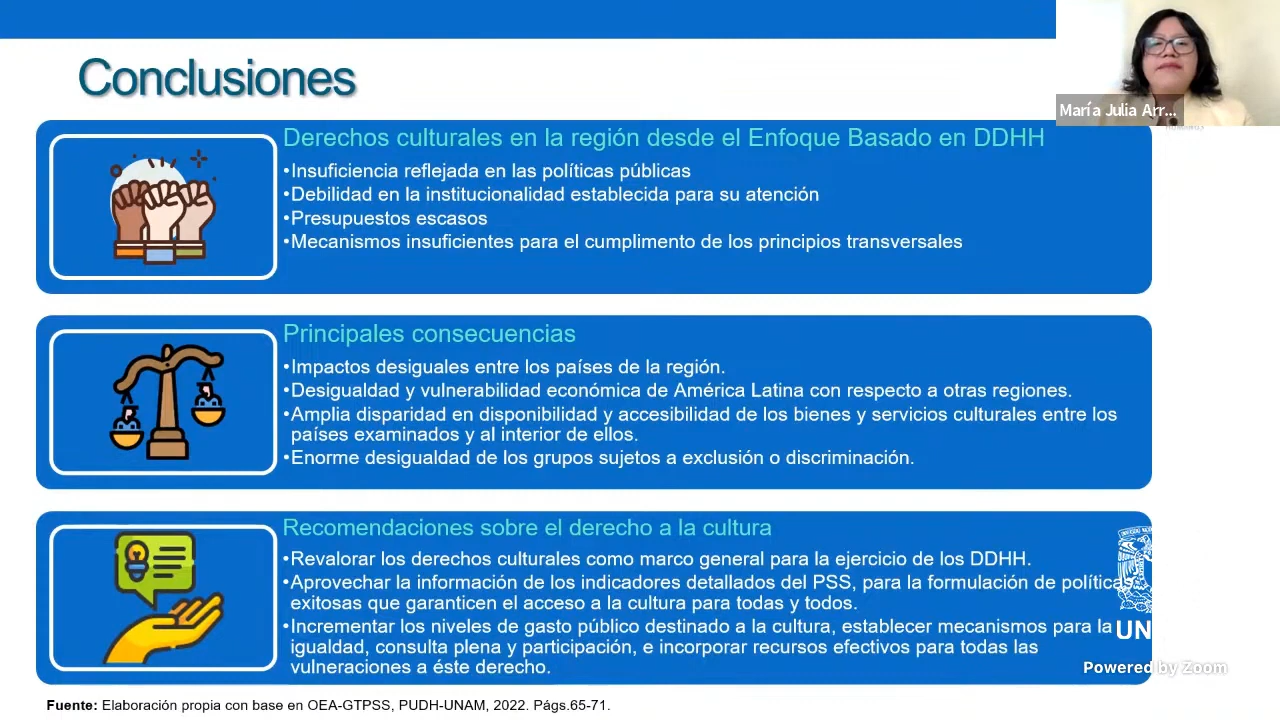 Conclusiones
María Julia Arr...
Derechos culturales en la región desde el Enfoque Basado en DDHH
•Insuficiencia reflejada en las políticas públicas
•Debilidad en la institucionalidad establecida para su atención
•Presupuestos escasos
•Mecanismos insuficientes para el cumplimento de los principios transversales
Principales consecuencias
•Impactos desiguales entre los países de la región.
•Desigualdad y vulnerabilidad económica de América Latina con respecto a otras regiones.
•Amplia disparidad en disponibilidad y accesibilidad de los bienes y servicios culturales entre los
países examinados y al interior de ellos.
•Enorme desigualdad de los grupos sujetos a exclusión o discriminación.
Recomendaciones sobre el derecho a la cultura
•Revalorar los derechos culturales como marco general para la ejercicio de los DDHH.
•Aprovechar la información de los indicadores detallados del PSS, para la formulación de políticas
exitosas que garanticen el acceso a la cultura para todas y todos.
•Incrementar los niveles de gasto público destinado a la cultura, establecer mecanismos para la
igualdad, consulta plena y participación, e incorporar recursos efectivos para todas las
vulneraciones a éste derecho.
UN
Powered by Zoom
Fuente: Elaboración propia con base en OEA-GTPSS, PUDH-UNAM, 2022. Págs.65-71.